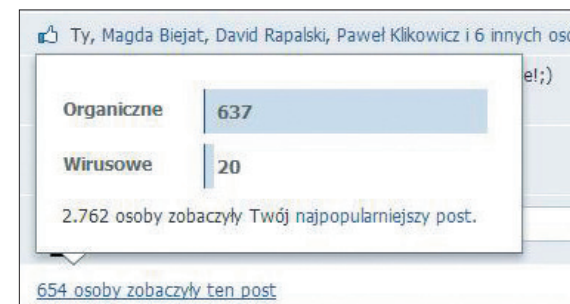 Ty, Magda Biejat, David Rapalski, Paweł Klikowicz i 6 innych
e!;)
Organiczne 637
Wirusowe 20
2.762 osoby zobaczyły Twój najpopularniejszy post.
654 osoby zobaczyły ten post